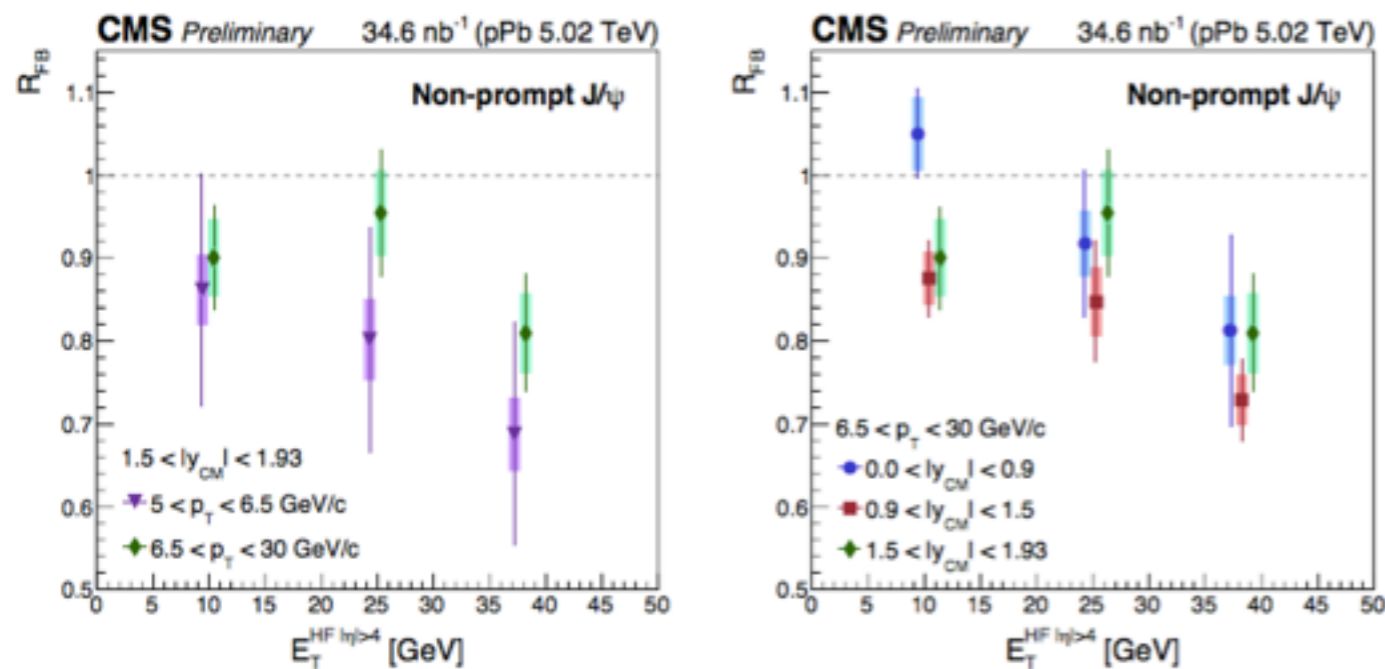 CMS Preliminary 34.6 nb⁻¹ (pPb 5.02 TeV)
R_FB
Non-prompt J/ψ
1.1
1
0.9
0.8
0.7
0.6
0.5
1.5 < |y_CM| < 1.93
5 < p_T < 6.5 GeV/c
6.5 < p_T < 30 GeV/c
0 5 10 15 20 25 30 35 40 45 50
E_T^HF |η|>4 [GeV]
CMS Preliminary 34.6 nb⁻¹ (pPb 5.02 TeV)
R_FB
Non-prompt J/ψ
1.1
1
0.9
0.8
0.7
0.6
0.5
6.5 < p_T < 30 GeV/c
0.0 < |y_CM| < 0.9
0.9 < |y_CM| < 1.5
1.5 < |y_CM| < 1.93
0 5 10 15 20 25 30 35 40 45 50
E_T^HF |η|>4 [GeV]